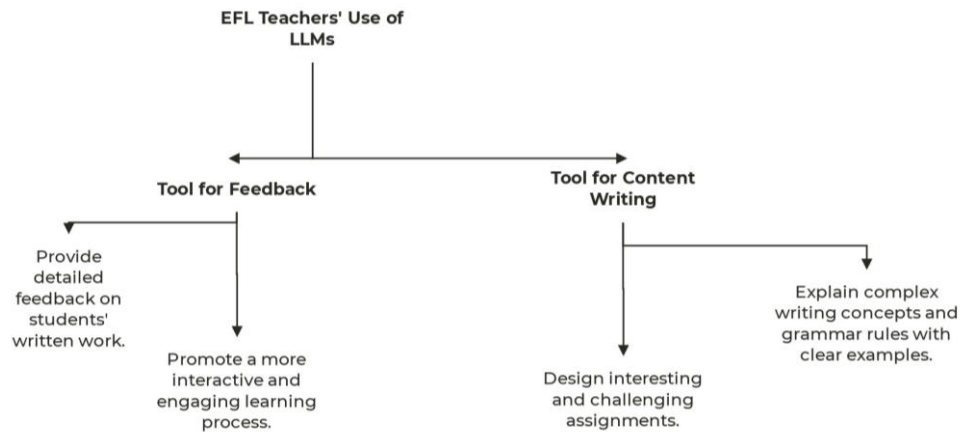 EFL Teachers' Use of
LLMs
Tool for Feedback
Tool for Content
Writing
Provide
detailed
feedback on
students'
written work.
Promote a more
interactive and
engaging learning
process.
Design interesting
and challenging
assignments.
Explain complex
writing concepts and
grammar rules with
clear examples.